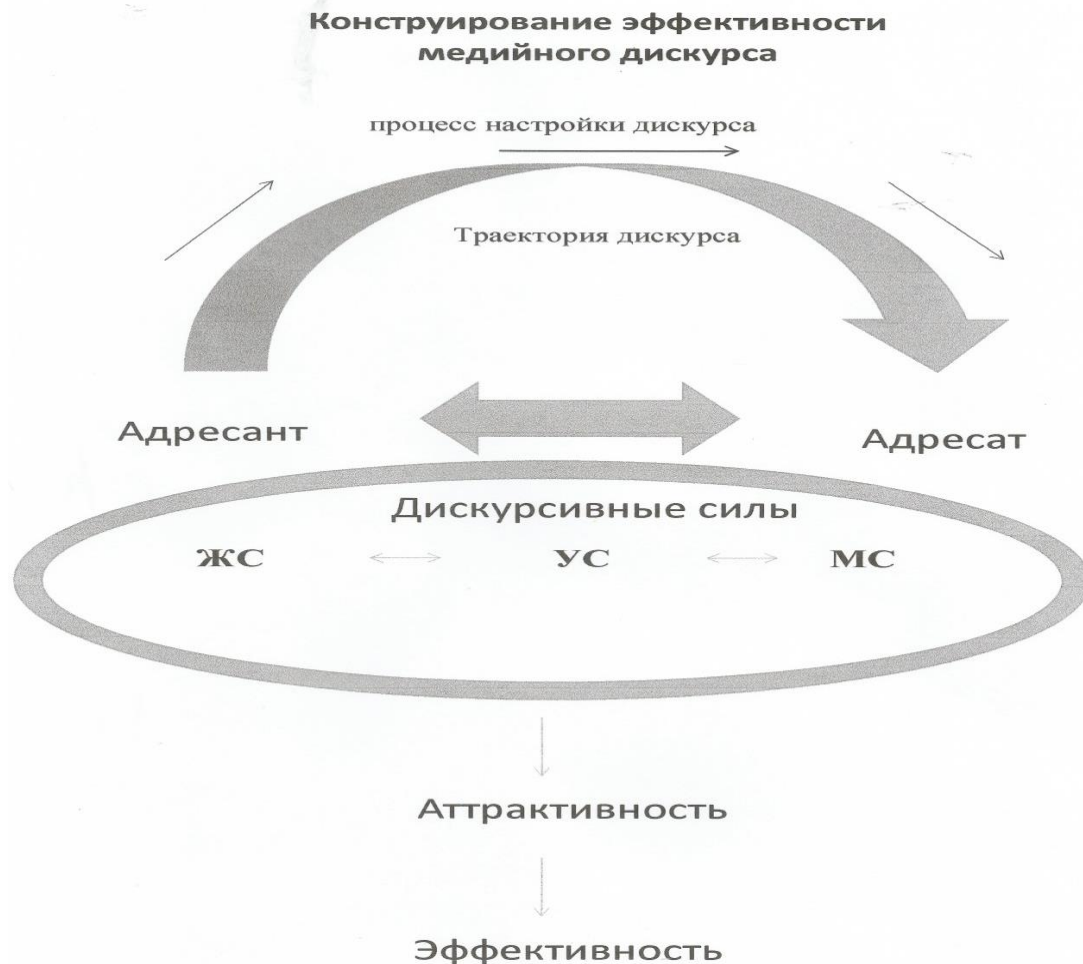 Конструирование эффективности
медийного дискурса
процесс настройки дискурса
Траектория дискурса
Адресант
Адресат
Дискурсивные силы
ЖС УС МС
Аттрактивность
Эффективность